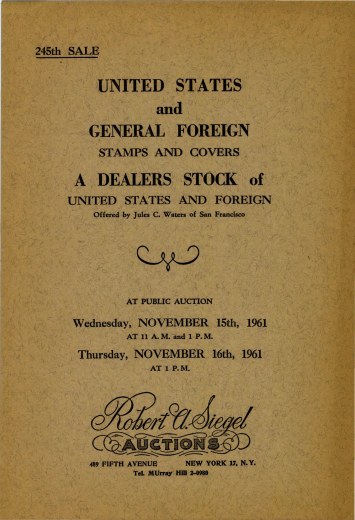 245th SALE
UNITED STATES
and
GENERAL FOREIGN
STAMPS AND COVERS
A DEALERS STOCK of
UNITED STATES AND FOREIGN
Offered by Jules C. Waters of San Francisco
AT PUBLIC AUCTION
Wednesday, NOVEMBER 15th, 1961
AT 11 A. M. and 1 P. M.
Thursday, NOVEMBER 16th, 1961
AT 1 P. M.
Robert A. Siegel
AUCTIONS
489 FIFTH AVENUE NEW YORK 17, N. Y.
Tel. MUrray Hill 2-0980